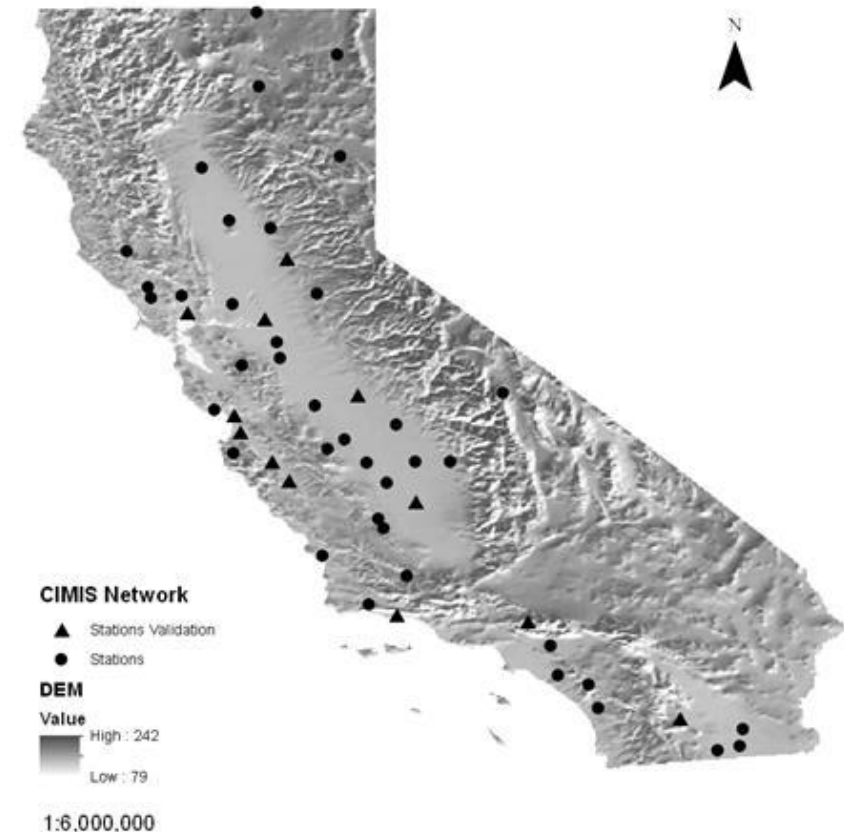 N
CIMIS Network
Stations Validation
Stations
DEM
Value
High : 242
Low : 79
1:6,000,000